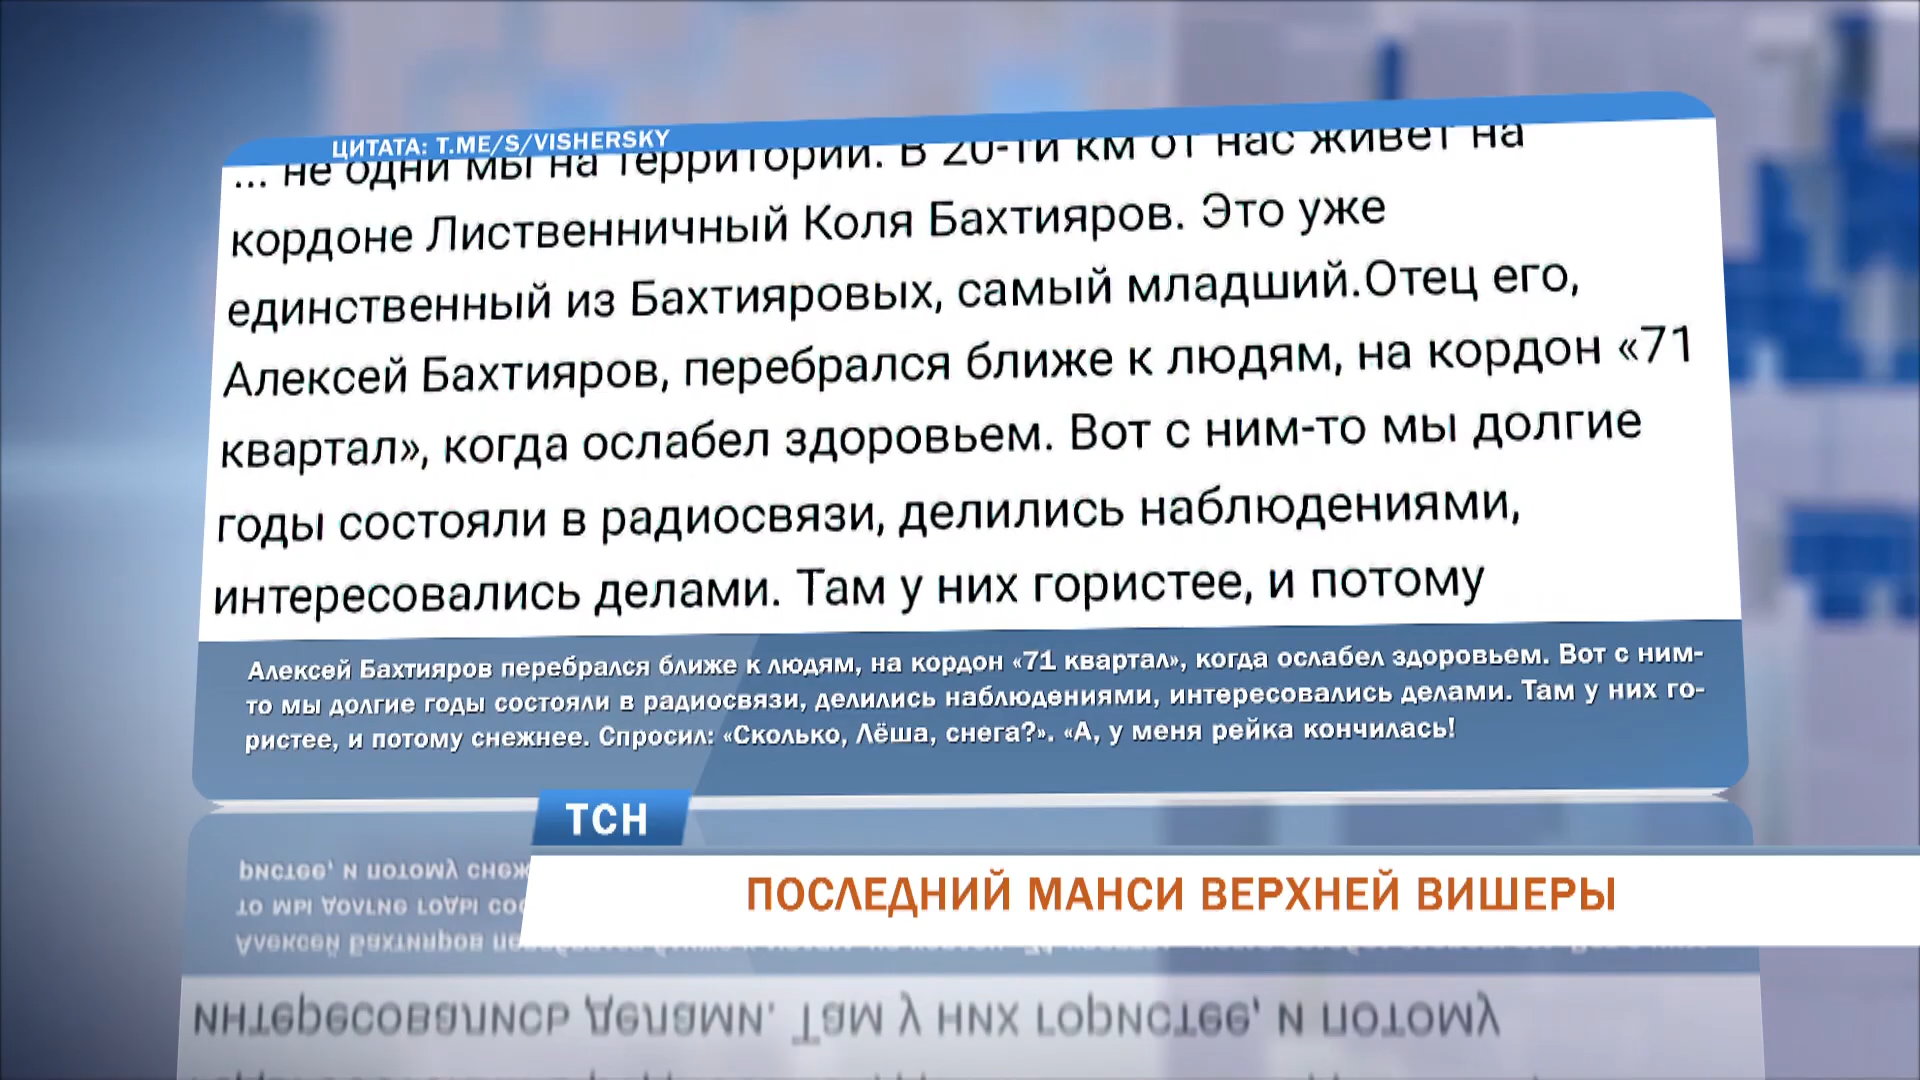 ЦИТАТА: T.ME/S/VISHERSKY
... не одни мы на территории. В 20-ти км от нас живет на
кордоне Лиственничный Коля Бахтияров. Это уже
единственный из Бахтияровых, самый младший.Отец его,
Алексей Бахтияров, перебрался ближе к людям, на кордон «71
квартал», когда ослабел здоровьем. Вот с ним-то мы долгие
годы состояли в радиосвязи, делились наблюдениями,
интересовались делами. Там у них гористее, и потому
Алексей Бахтияров перебрался ближе к людям, на кордон «71 квартал», когда ослабел здоровьем. Вот с ним-
то мы долгие годы состояли в радиосвязи, делились наблюдениями, интересовались делами. Там у них го-
ристее, и потому снежнее. Спросил: «Сколько, Лёша, снега?». «А, у меня рейка кончилась!
ТСН
ПОСЛЕДНИЙ МАНСИ ВЕРХНЕЙ ВИШЕРЫ